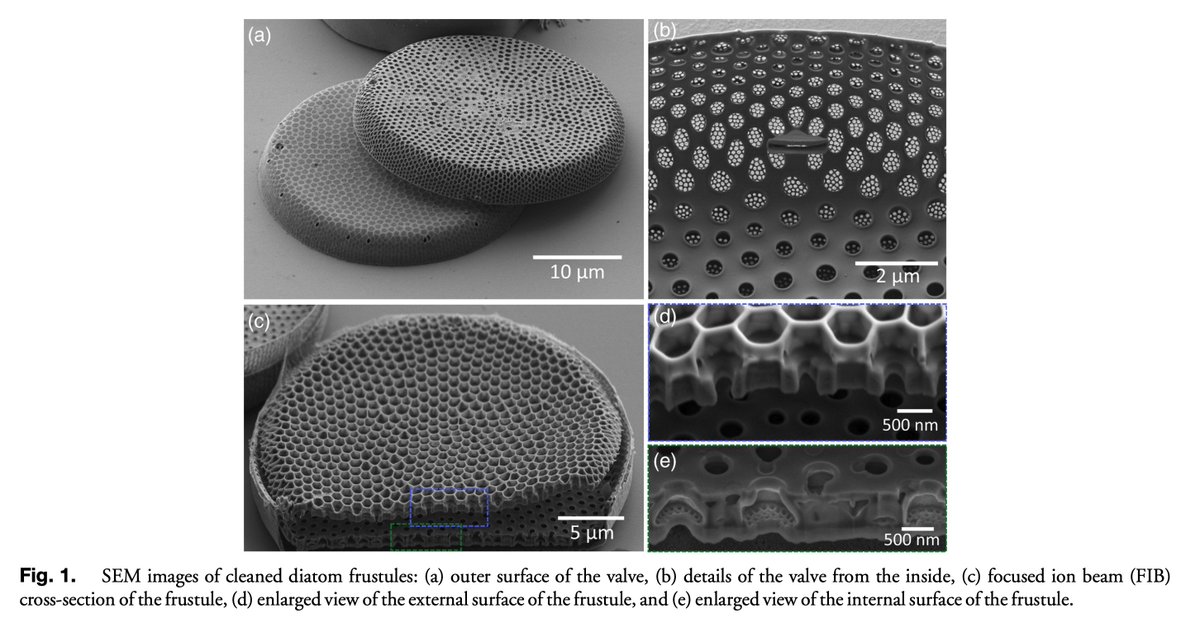 (a)
10 μm
(b)
2 μm
(c)
5 μm
(d)
500 nm
(e)
500 nm
Fig. 1. SEM images of cleaned diatom frustules: (a) outer surface of the valve, (b) details of the valve from the inside, (c) focused ion beam (FIB)
cross-section of the frustule, (d) enlarged view of the external surface of the frustule, and (e) enlarged view of the internal surface of the frustule.